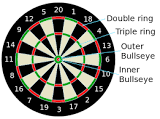 20
5 1
12 18
9 4
14 13
11 6
8 10
16 15
7 2
19 3 17
Double ring
Triple ring
Outer
Bullseye
Inner
Bullseye